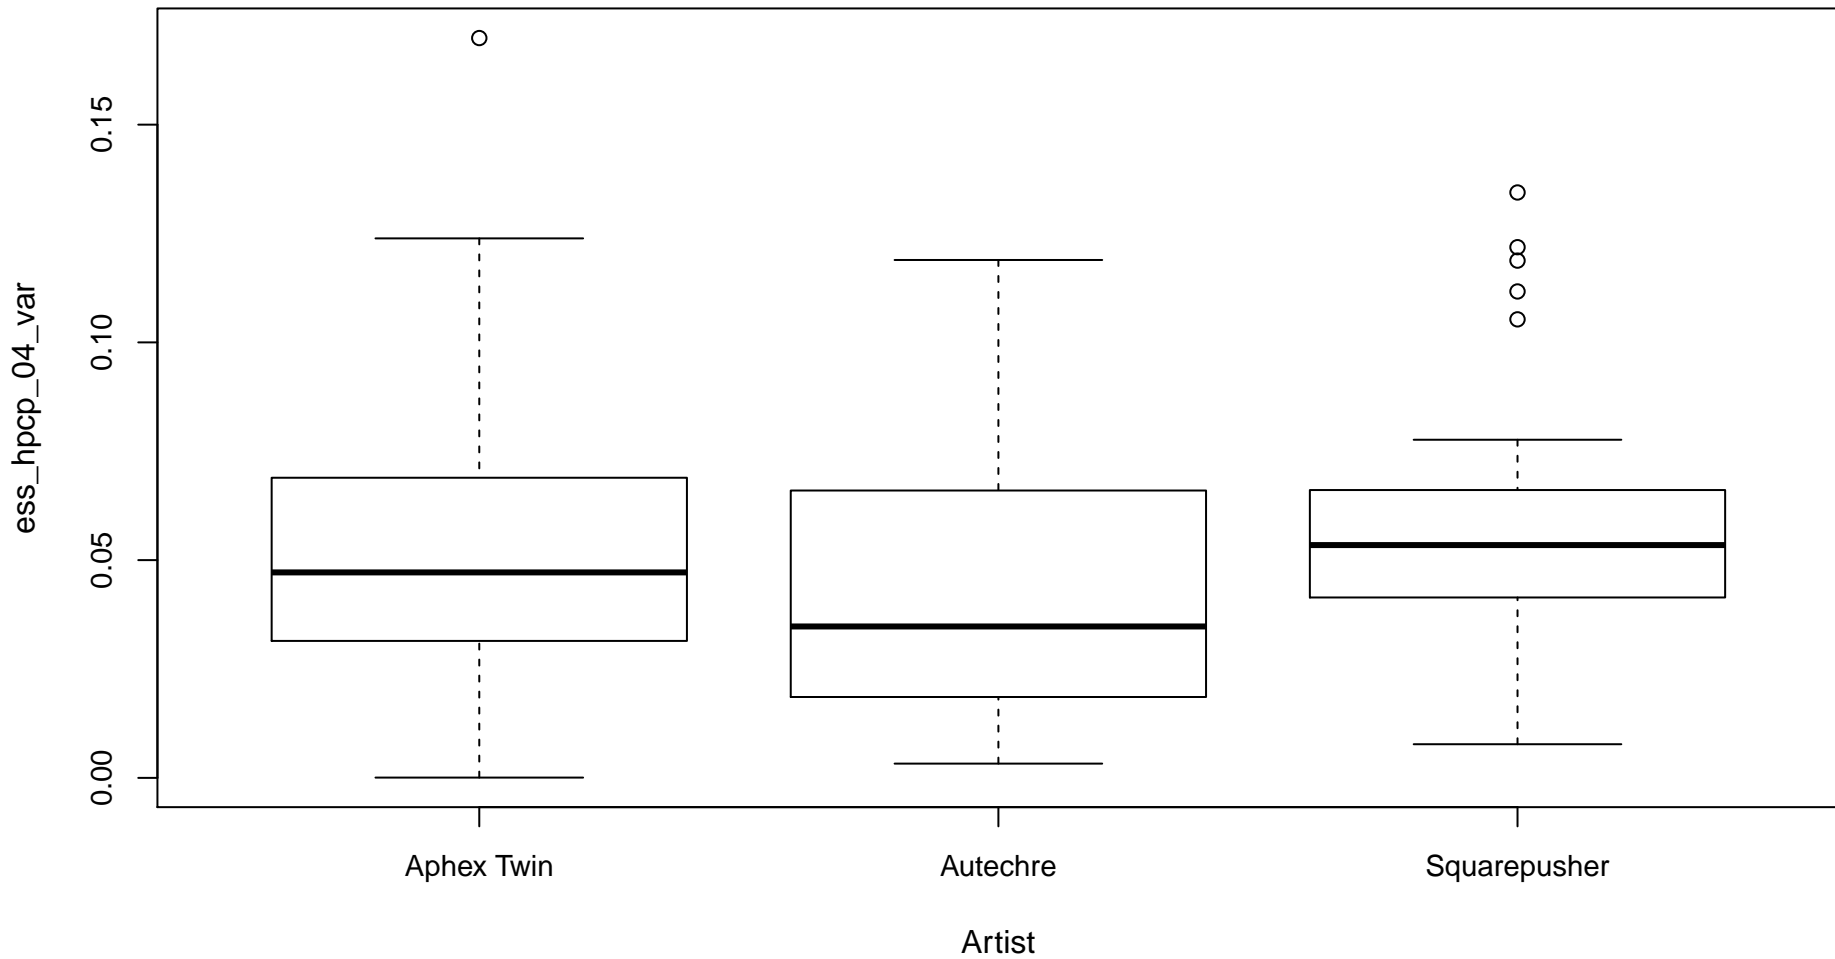 ess_hpcp_04_var
0.15
0.10
0.05
0.00
Aphex Twin
Autechre
Squarepusher
Artist